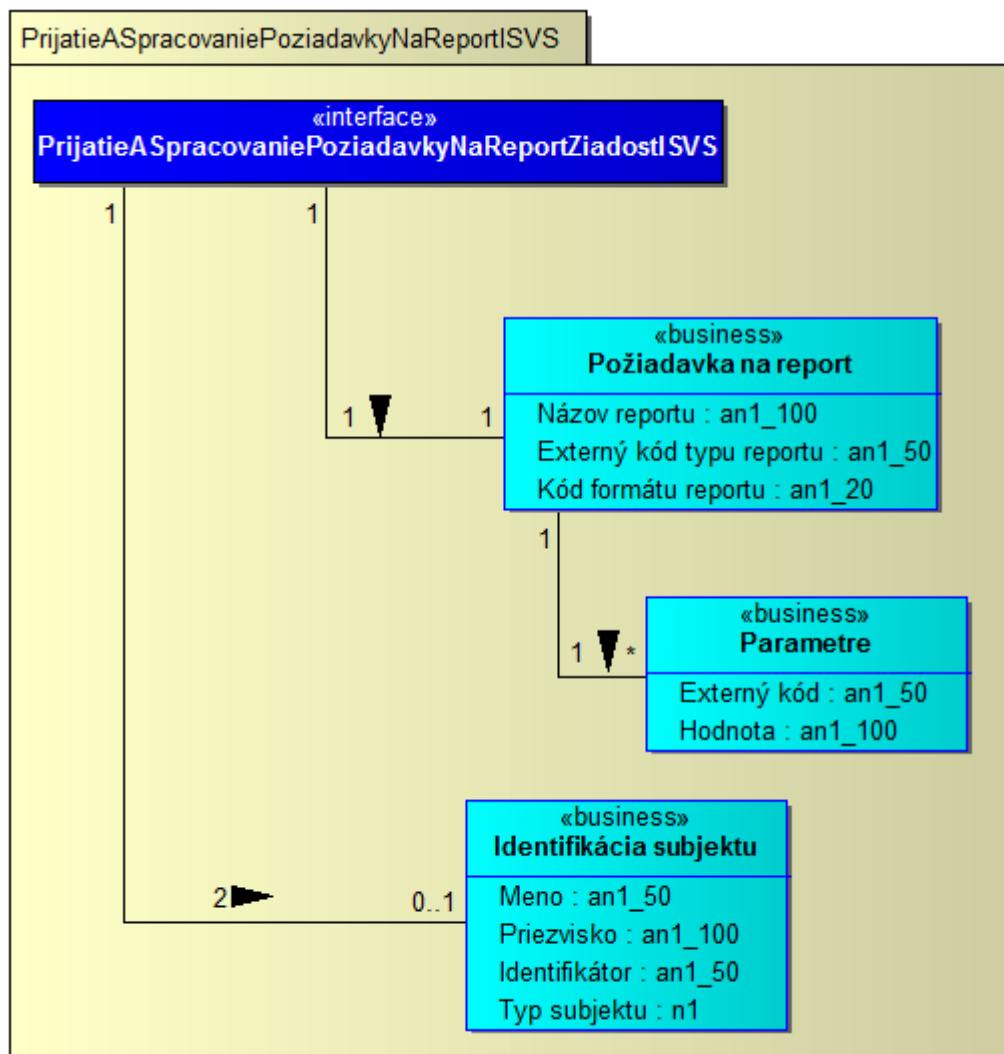 PrijatieASpracovaniePoziadavkyNaReportISVS
«interface»
PrijatieASpracovaniePoziadavkyNaReportZiadostISVS
1
1
«business»
Požiadavka na report
Názov reportu : an1_100
Externý kód typu reportu : an1_50
Kód formátu reportu : an1_20
1
1
1
«business»
Parametre
Externý kód : an1_50
Hodnota : an1_100
1
*
«business»
Identifikácia subjektu
Meno : an1_50
Priezvisko : an1_100
Identifikátor : an1_50
Typ subjektu : n1
2
0..1